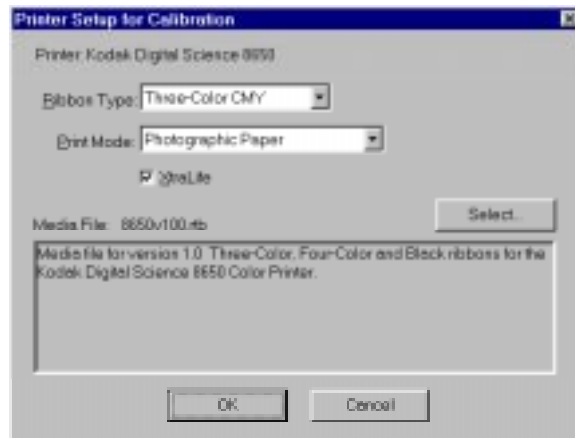 Printer Setup for Calibration
Printer: Kodak Digital Science 8650
Ribbon Type: Three-Color CMY
Print Mode: Photographic Paper
XtraLife
Media File: 8650v100.rtb
Select...
Media file for version 1.0 Three-Color, Four-Color and Black ribbons for the
Kodak Digital Science 8650 Color Printer.
OK
Cancel